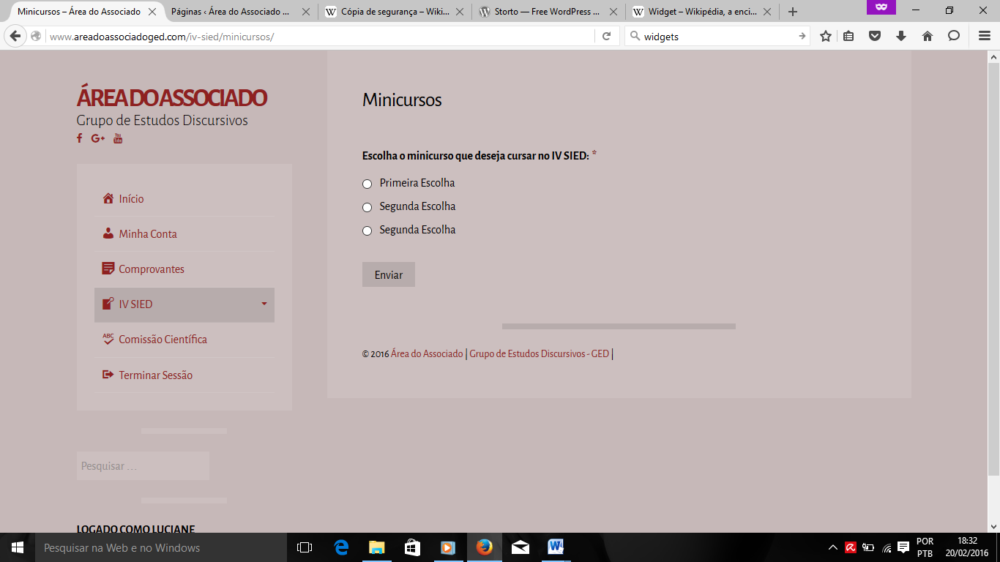 Minicursos – Área do Associado
Páginas ‹ Área do Associado ...
Cópia de segurança – Wiki...
Storto — Free WordPress ...
Widget – Wikipédia, a enci...
www.areadoassociadoged.com/iv-sied/minicursos/
widgets
ÁREA DO ASSOCIADO
Grupo de Estudos Discursivos
Início
Minha Conta
Comprovantes
IV SIED
ABC
Comissão Científica
Terminar Sessão
Pesquisar ...
LOGADO COMO LUCIANE
Minicursos
Escolha o minicurso que deseja cursar no IV SIED: *
Primeira Escolha
Segunda Escolha
Segunda Escolha
Enviar
© 2016 Área do Associado | Grupo de Estudos Discursivos - GED |
Pesquisar na Web e no Windows
POR
PTB
18:32
20/02/2016